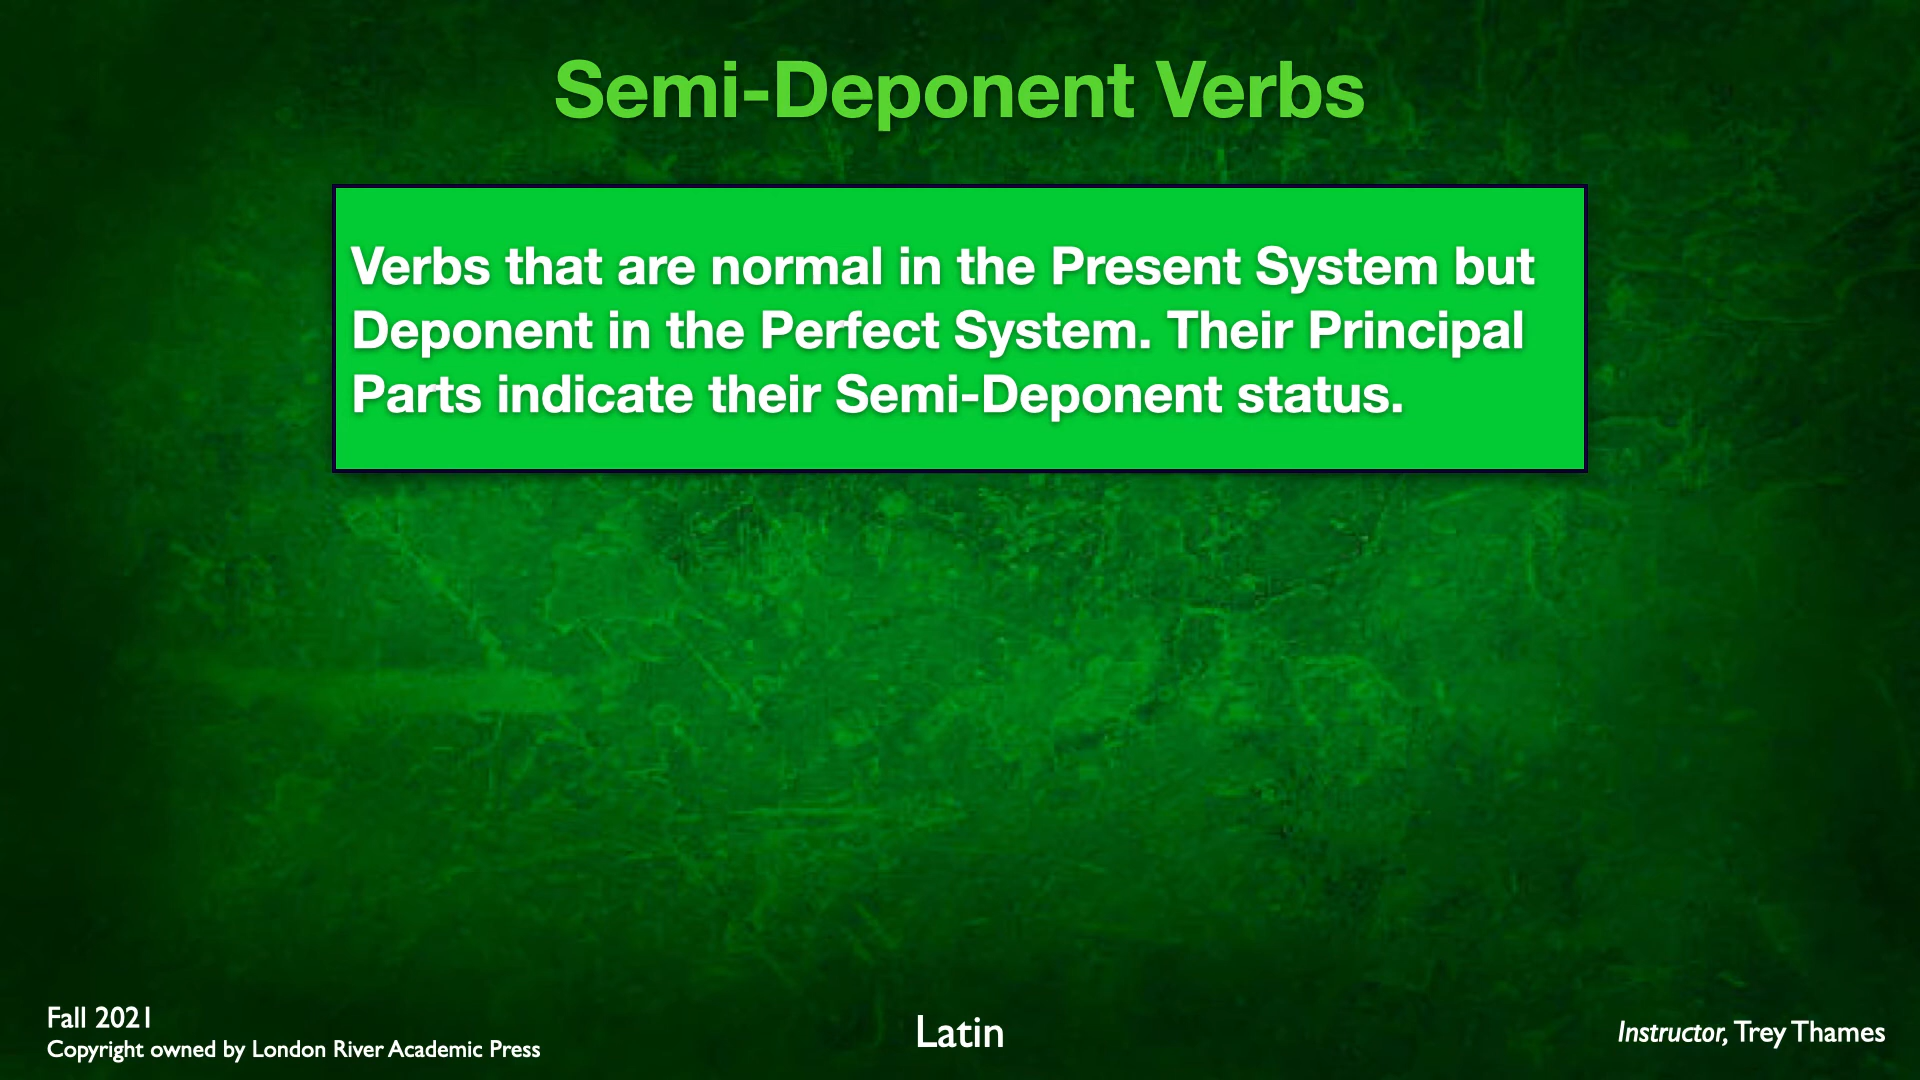 Semi-Deponent Verbs
Verbs that are normal in the Present System but
Deponent in the Perfect System. Their Principal
Parts indicate their Semi-Deponent status.
Fall 2021
Copyright owned by London River Academic Press
Latin
Instructor, Trey Thames